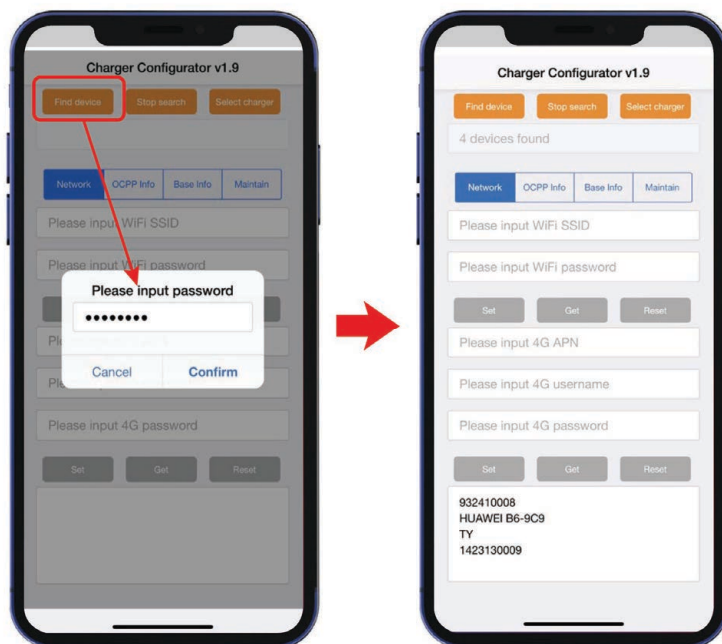 Charger Configurator v1.9
Find device Stop search Select charger
Network OCPP Info Base Info Maintain
Please input WiFi SSID
Please input WiFi password
Please input password
••••••••
Cancel Confirm
Please input 4G password
Set Get Reset
Charger Configurator v1.9
Find device Stop search Select charger
4 devices found
Network OCPP Info Base Info Maintain
Please input WiFi SSID
Please input WiFi password
Set Get Reset
Please input 4G APN
Please input 4G username
Please input 4G password
Set Get Reset
932410008
HUAWEI B6-9C9
TY
1423130009